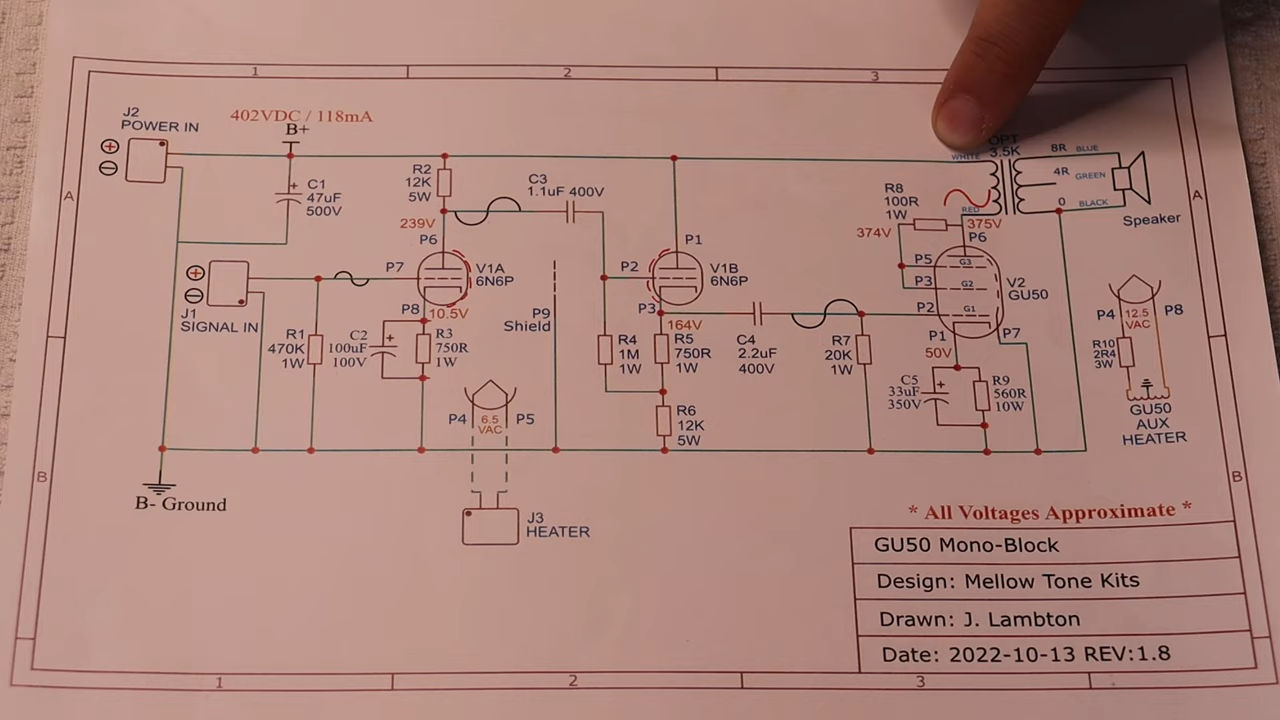 1
2
3
J2
POWER IN
402VDC / 118mA
B+
C1
47uF
500V
R2
12K
5W
239V
P6
C3
1.1uF 400V
P7
V1A
6N6P
P8
10.5V
J1
SIGNAL IN
R1
470K
1W
C2
100uF
100V
R3
750R
1W
P9
Shield
P2
P1
V1B
6N6P
P3
164V
R4
1M
1W
R5
750R
1W
R6
12K
5W
C4
2.2uF
400V
R7
20K
1W
WHITE
OPT
3.5K
8R BLUE
4R GREEN
0 BLACK
Speaker
R8
100R
1W
374V
RED
375V
P6
P5
G3
P3
G2
V2
GU50
P2
G1
P1
P7
50V
C5
33uF
350V
R9
560R
10W
P4
12.5
VAC
P8
R10
2R4
3W
GU50
AUX
HEATER
P4
6.5
VAC
P5
J3
HEATER
B- Ground
A
A
B
B
* All Voltages Approximate *
GU50 Mono-Block
Design: Mellow Tone Kits
Drawn: J. Lambton
Date: 2022-10-13 REV:1.8
1
2
3